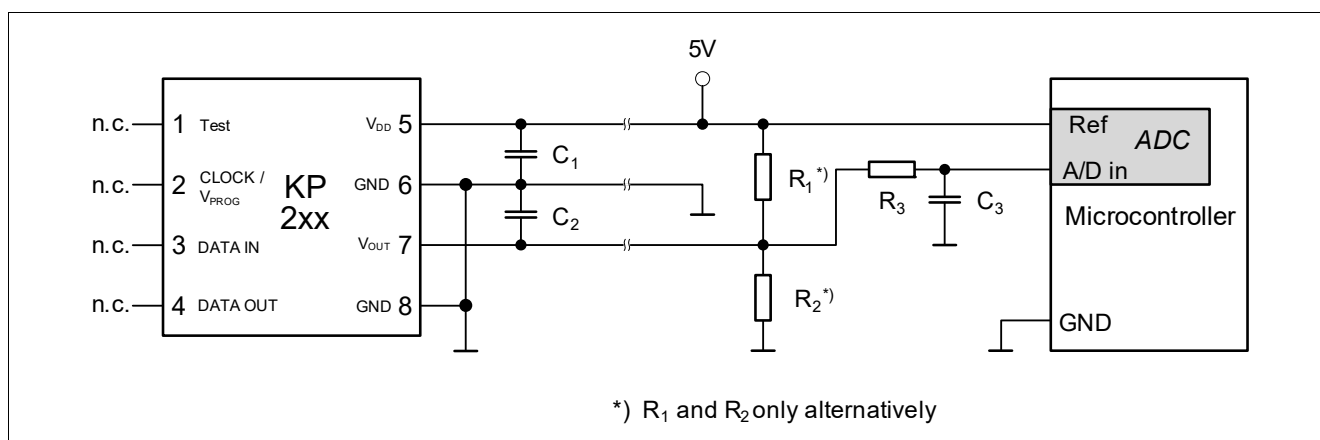 5V
n.c. 1 Test V_DD 5
n.c. 2 CLOCK / V_PROG GND 6
n.c. 3 DATA IN V_OUT 7
n.c. 4 DATA OUT GND 8
KP
2xx
C₁
C₂
R₁*)
R₂*)
R₃
C₃
Ref ADC
A/D in
Microcontroller
GND
*) R₁ and R₂ only alternatively